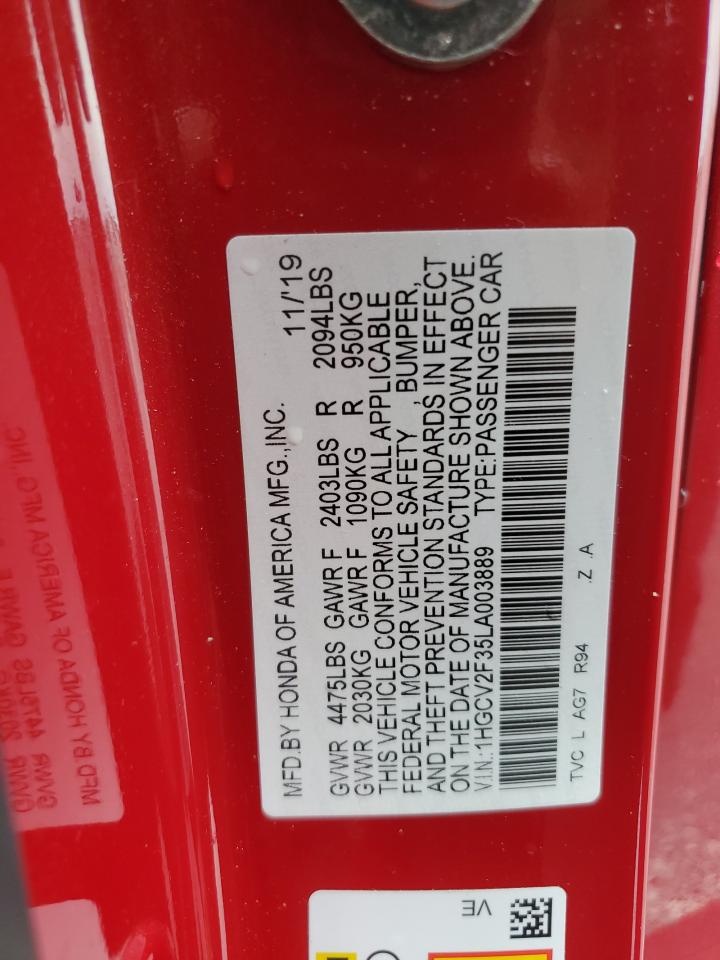 MFD.BY HONDA OF AMERICA MFG.,INC. 11/'19
GVWR 4475LBS GAWR F 2403LBS R 2094LBS
GVWR 2030KG GAWR F 1090KG R 950KG
THIS VEHICLE CONFORMS TO ALL APPLICABLE
FEDERAL MOTOR VEHICLE SAFETY , BUMPER,
AND THEFT PREVENTION STANDARDS IN EFFECT
ON THE DATE OF MANUFACTURE SHOWN ABOVE.
V.I.N.:1HGCV2F35LA003889 TYPE:PASSENGER CAR
TVC L AG7 R94 .Z .A
VE